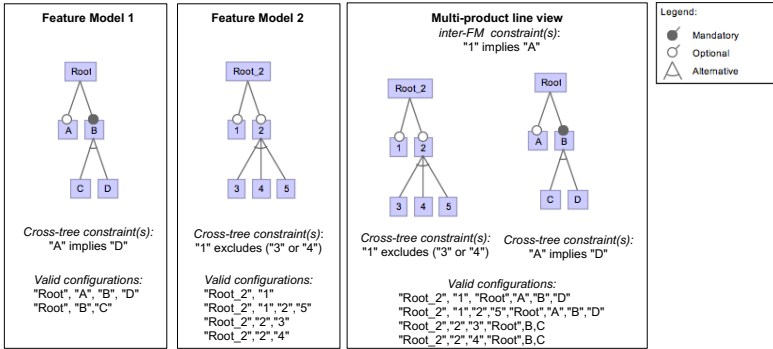 Feature Model 1
Root
A
B
C
D
Cross-tree constraint(s):
"A" implies "D"
Valid configurations:
"Root", "A", "B", "D"
"Root", "B","C"
Feature Model 2
Root_2
1
2
3
4
5
Cross-tree constraint(s):
"1" excludes ("3" or "4")
Valid configurations:
"Root_2", "1"
"Root_2", "1","2","5"
"Root_2","2","3"
"Root_2","2","4"
Multi-product line view
inter-FM constraint(s):
"1" implies "A"
Root_2
1
2
3
4
5
Cross-tree constraint(s):
"1" excludes ("3" or "4")
Root
A
B
C
D
Cross-tree constraint(s):
"A" implies "D"
Valid configurations:
"Root_2", "1", "Root","A","B","D"
"Root_2", "1","2","5","Root","A","B","D"
"Root_2","2","3","Root",B,C
"Root_2","2","4","Root",B,C
Legend:
Mandatory
Optional
Alternative